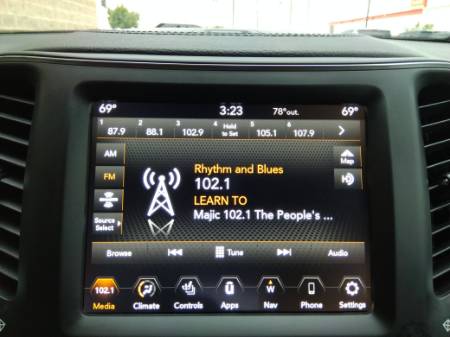 69° 3:23 78°out. 69°
1 2 3 4 5 6
87.9 88.1 102.9 Hold to Set 105.1 107.9
AM
Map
FM
Rhythm and Blues
102.1
LEARN TO
Majic 102.1 The People's ...
Source Select
Browse Tune Audio
102.1
Media Climate Controls Apps Nav Phone Settings